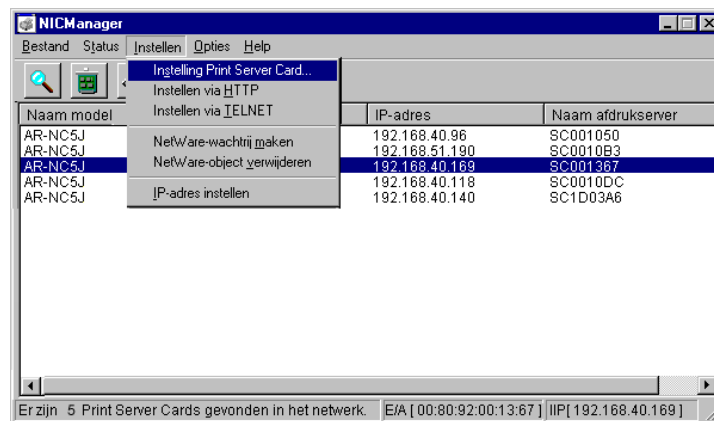 NICManager
Bestand Status Instellen Opties Help
Instelling Print Server Card...
Instellen via HTTP
Instellen via TELNET
NetWare-wachtrij maken
NetWare-object verwijderen
IP-adres instellen
Naam model IP-adres Naam afdrukserver
AR-NC5J 192.168.40.96 SC001050
AR-NC5J 192.168.51.190 SC0010B3
AR-NC5J 192.168.40.169 SC001367
AR-NC5J 192.168.40.118 SC0010DC
AR-NC5J 192.168.40.140 SC1D03A6
Er zijn 5 Print Server Cards gevonden in het netwerk. E/A [ 00:80:92:00:13:67 ] IIP[ 192.168.40.169 ]